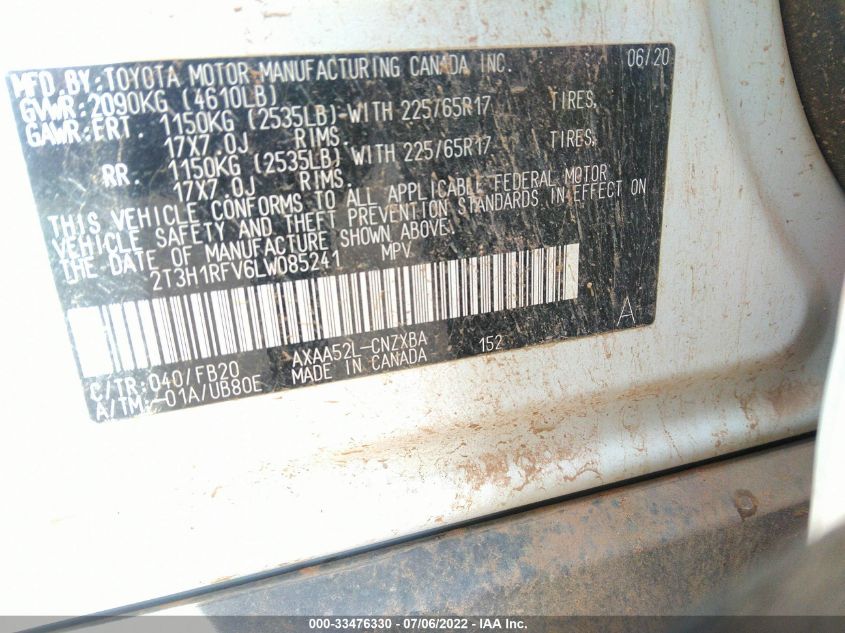 MFD.BY:TOYOTA MOTOR MANUFACTURING CANADA INC. 06/20
GVWR:2090KG (4610LB)
GAWR:FRT. 1150KG (2535LB)-WITH 225/65R17 TIRES,
17X7.0J RIMS.
RR. 1150KG (2535LB) WITH 225/65R17 TIRES,
17X7.0J RIMS.
THIS VEHICLE CONFORMS TO ALL APPLICABLE FEDERAL MOTOR
VEHICLE SAFETY AND THEFT PREVENTION STANDARDS IN EFFECT ON
THE DATE OF MANUFACTURE SHOWN ABOVE.
2T3H1RFV6LW085241 MPV
A
C/TR:040/FB20 AXAA52L-CNZXBA 152
A/TM:-01A/UB80E MADE IN CANADA
000-33476330 - 07/06/2022 - IAA Inc.